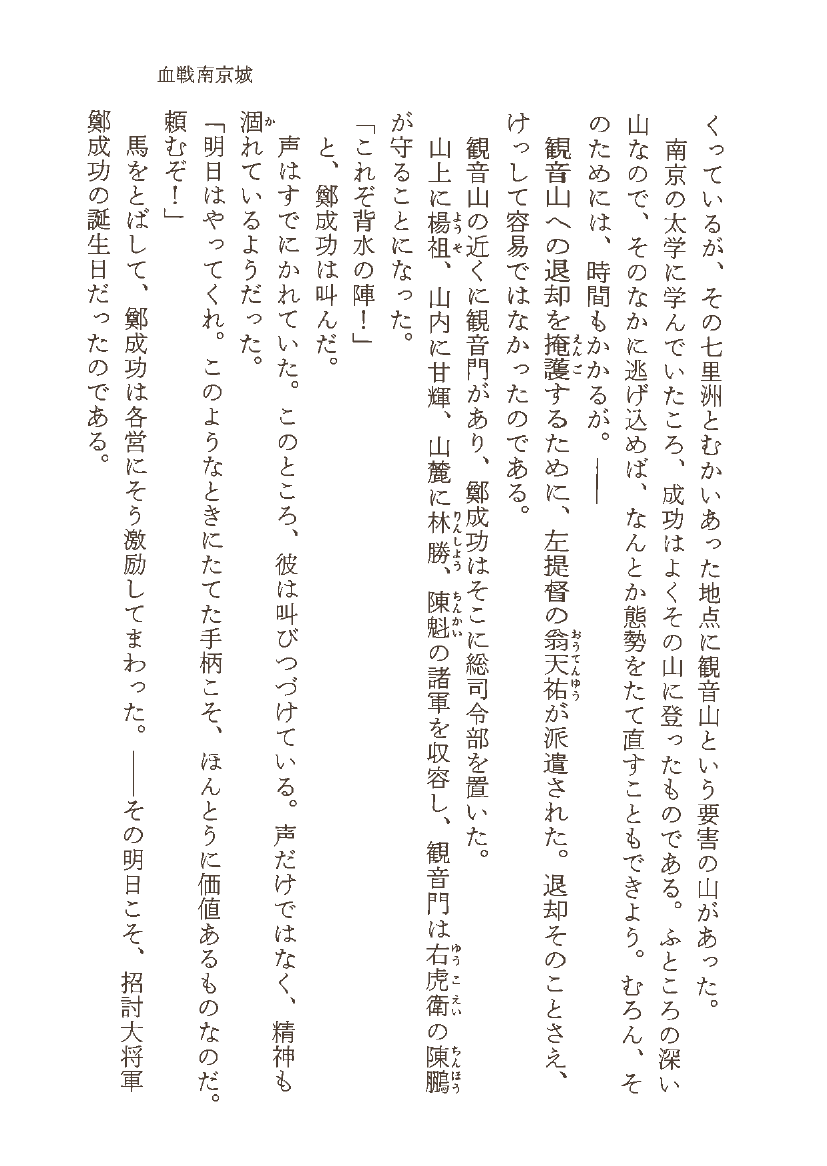 血戦南京城
くっているが、その七里洲とむかいあった地点に観音山という要害の山があった。
南京の太学に学んでいたころ、成功はよくその山に登ったものである。ふところの深い
山なので、そのなかに逃げ込めば、なんとか態勢をたて直すこともできよう。むろん、そ
のためには、時間もかかるが。――
観音山への退却を掩護するために、左提督の翁天祐が派遣された。退却そのことさえ、
けっして容易ではなかったのである。
観音山の近くに観音門があり、鄭成功はそこに総司令部を置いた。
山上に楊祖、山内に甘輝、山麓に林勝、陳魁の諸軍を収容し、観音門は右虎衛の陳鵬
が守ることになった。
「これぞ背水の陣！」
と、鄭成功は叫んだ。
声はすでにかれていた。このところ、彼は叫びつづけている。声だけではなく、精神も
涸れているようだった。
「明日はやってくれ。このようなときにたてた手柄こそ、ほんとうに価値あるものなのだ。
頼むぞ！」
馬をとばして、鄭成功は各営にそう激励してまわった。――その明日こそ、招討大将軍
鄭成功の誕生日だったのである。